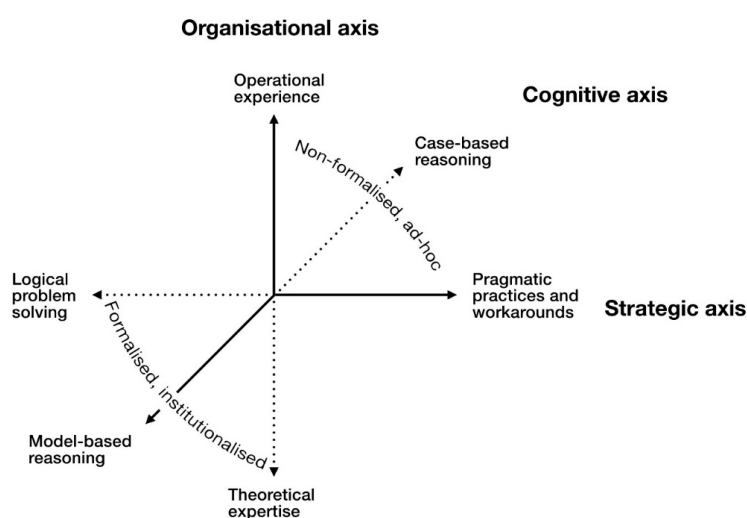 Organisational axis
Operational
experience
Cognitive axis
Case-based
reasoning
Non-formalised, ad-hoc
Logical
problem
solving
Pragmatic
practices and
workarounds
Strategic axis
Formalised, institutionalised
Model-based
reasoning
Theoretical
expertise